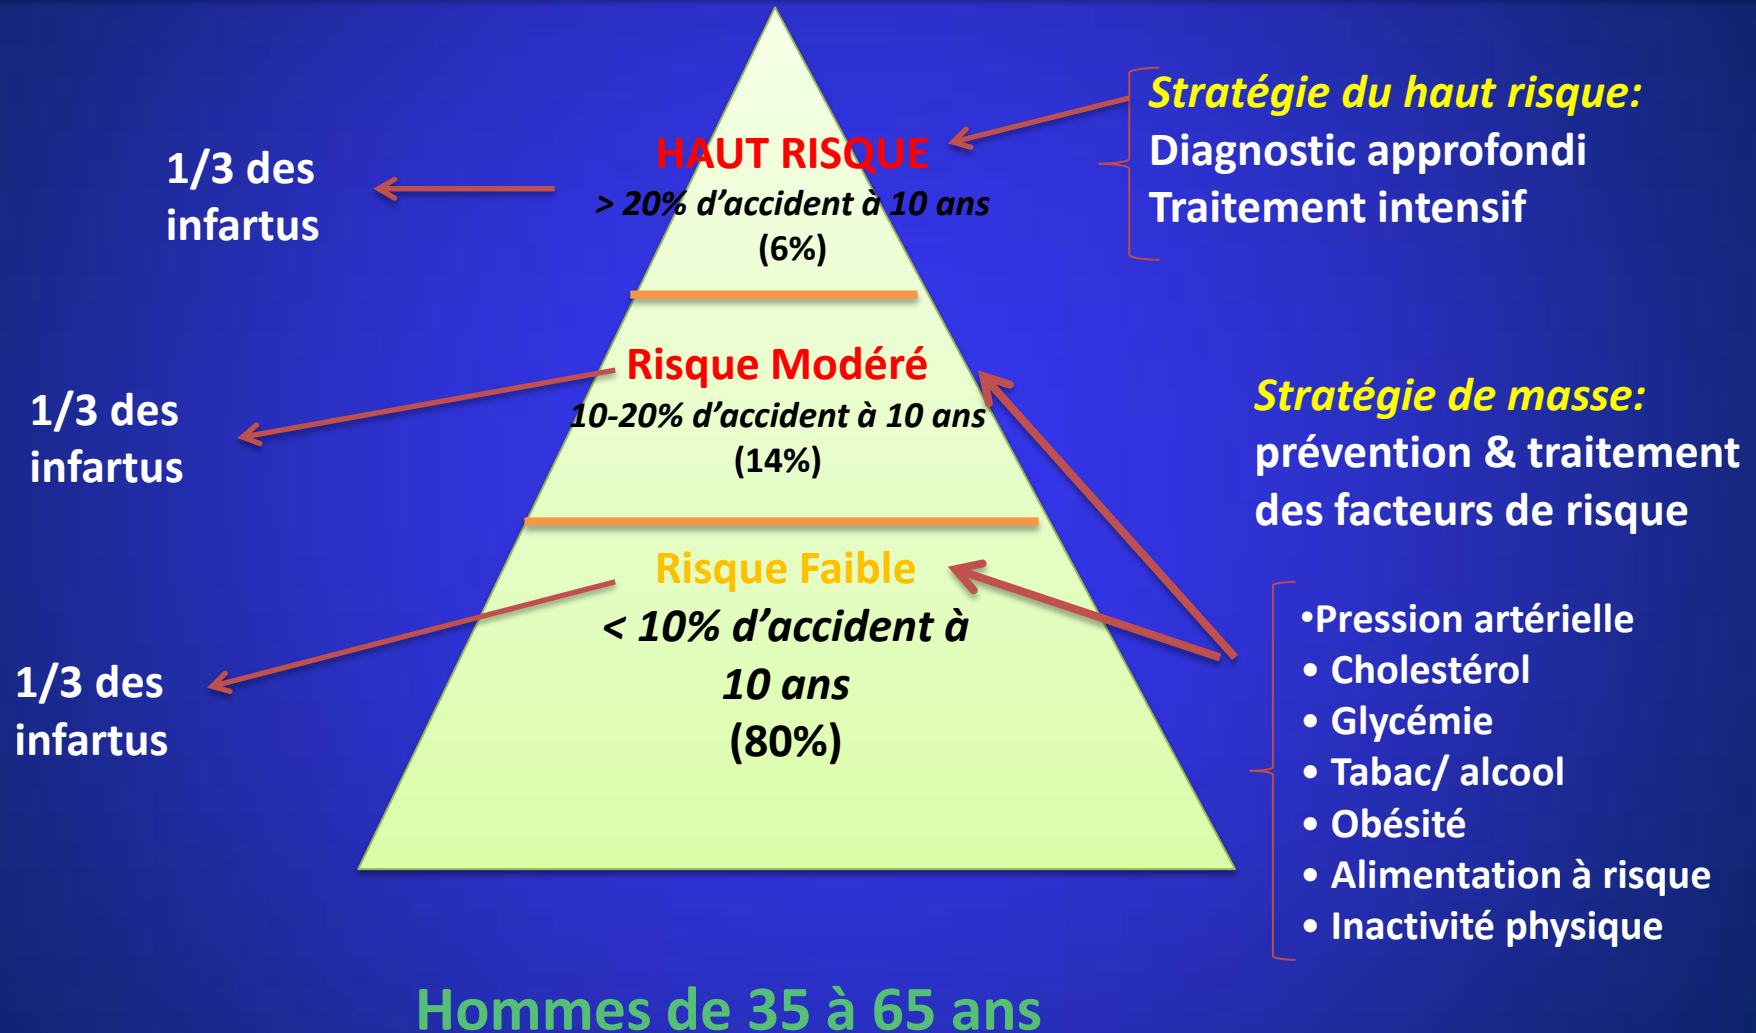 HAUT RISQUE
> 20% d’accident à 10 ans
(6%)
1/3 des
infartus
Stratégie du haut risque:
Diagnostic approfondi
Traitement intensif
Risque Modéré
10-20% d’accident à 10 ans
(14%)
1/3 des
infartus
Stratégie de masse:
prévention & traitement
des facteurs de risque
Risque Faible
< 10% d’accident à
10 ans
(80%)
1/3 des
infartus
•Pression artérielle
• Cholestérol
• Glycémie
• Tabac/ alcool
• Obésité
• Alimentation à risque
• Inactivité physique
Hommes de 35 à 65 ans